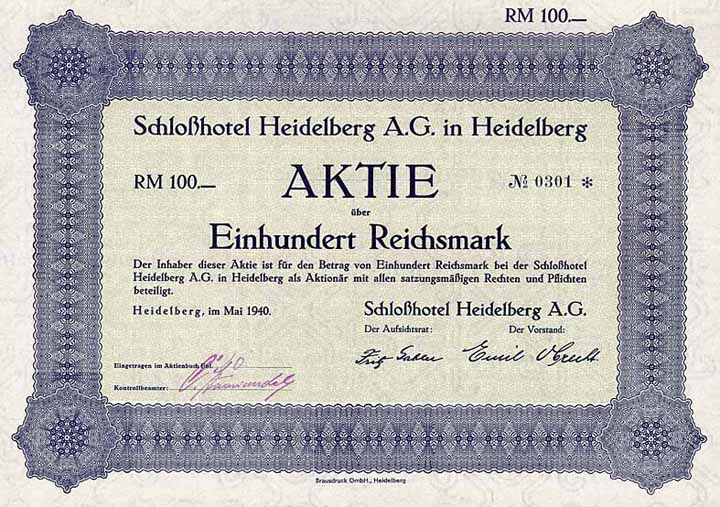 RM 100.—
Schloßhotel Heidelberg A.G. in Heidelberg
RM 100.— AKTIE № 0301 *
über
Einhundert Reichsmark
Der Inhaber dieser Aktie ist für den Betrag von Einhundert Reichsmark bei der Schloßhotel
Heidelberg A.G. in Heidelberg als Aktionär mit allen satzungsmäßigen Rechten und Pflichten
beteiligt.
Heidelberg, im Mai 1940. Schloßhotel Heidelberg A.G.
Der Aufsichtsrat: Der Vorstand:
Emil
Eingetragen im Aktienbuch Fol.
Kontrollbeamter:
Brausdruck GmbH., Heidelberg